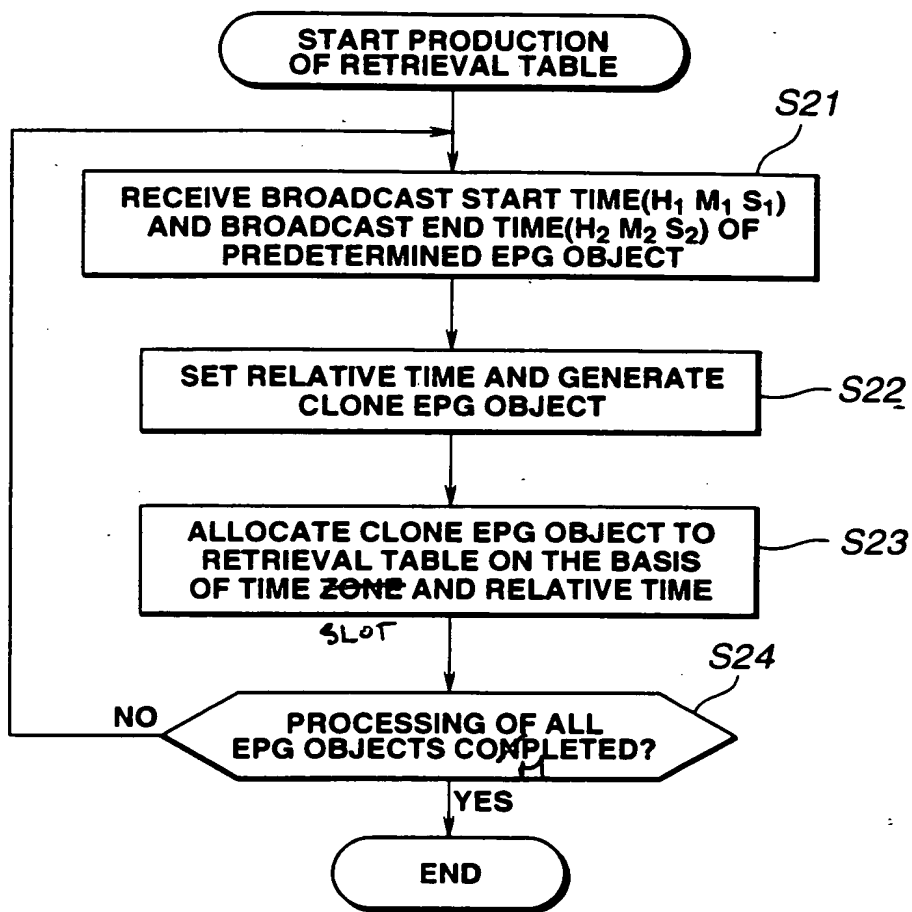 START PRODUCTION
OF RETRIEVAL TABLE
S21
RECEIVE BROADCAST START TIME(H₁ M₁ S₁)
AND BROADCAST END TIME(H₂ M₂ S₂) OF
PREDETERMINED EPG OBJECT
SET RELATIVE TIME AND GENERATE
CLONE EPG OBJECT
S22
ALLOCATE CLONE EPG OBJECT TO
RETRIEVAL TABLE ON THE BASIS
OF TIME ZONE AND RELATIVE TIME
SLOT
S23
S24
NO
PROCESSING OF ALL
EPG OBJECTS CONPLETED?
M
YES
END